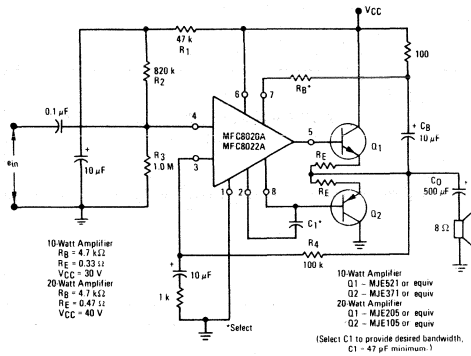 VCC
47 k
R1
100
820 k
R2
6
7
RB*
0.1 µF
4
MFC8020A
MFC8022A
5
Q1
+
CB
10 µF
ein
+
10 µF
R3
1.0 M
3
1
2
8
RE
RE
Q2
CO
500 µF
+
8 Ω
C1*
R4
100 k
+
10 µF
1 k
*Select
10-Watt Amplifier
RB = 4.7 kΩ
RE = 0.33 Ω
VCC = 30 V
20-Watt Amplifier
RB = 4.7 kΩ
RE = 0.47 Ω
VCC = 40 V
10-Watt Amplifier
Q1 - MJE521 or equiv
Q2 - MJE371 or equiv
20-Watt Amplifier
Q1 - MJE205 or equiv
Q2 - MJE105 or equiv
(Select C1 to provide desired bandwidth,
C1 - 47 pF minimum.)